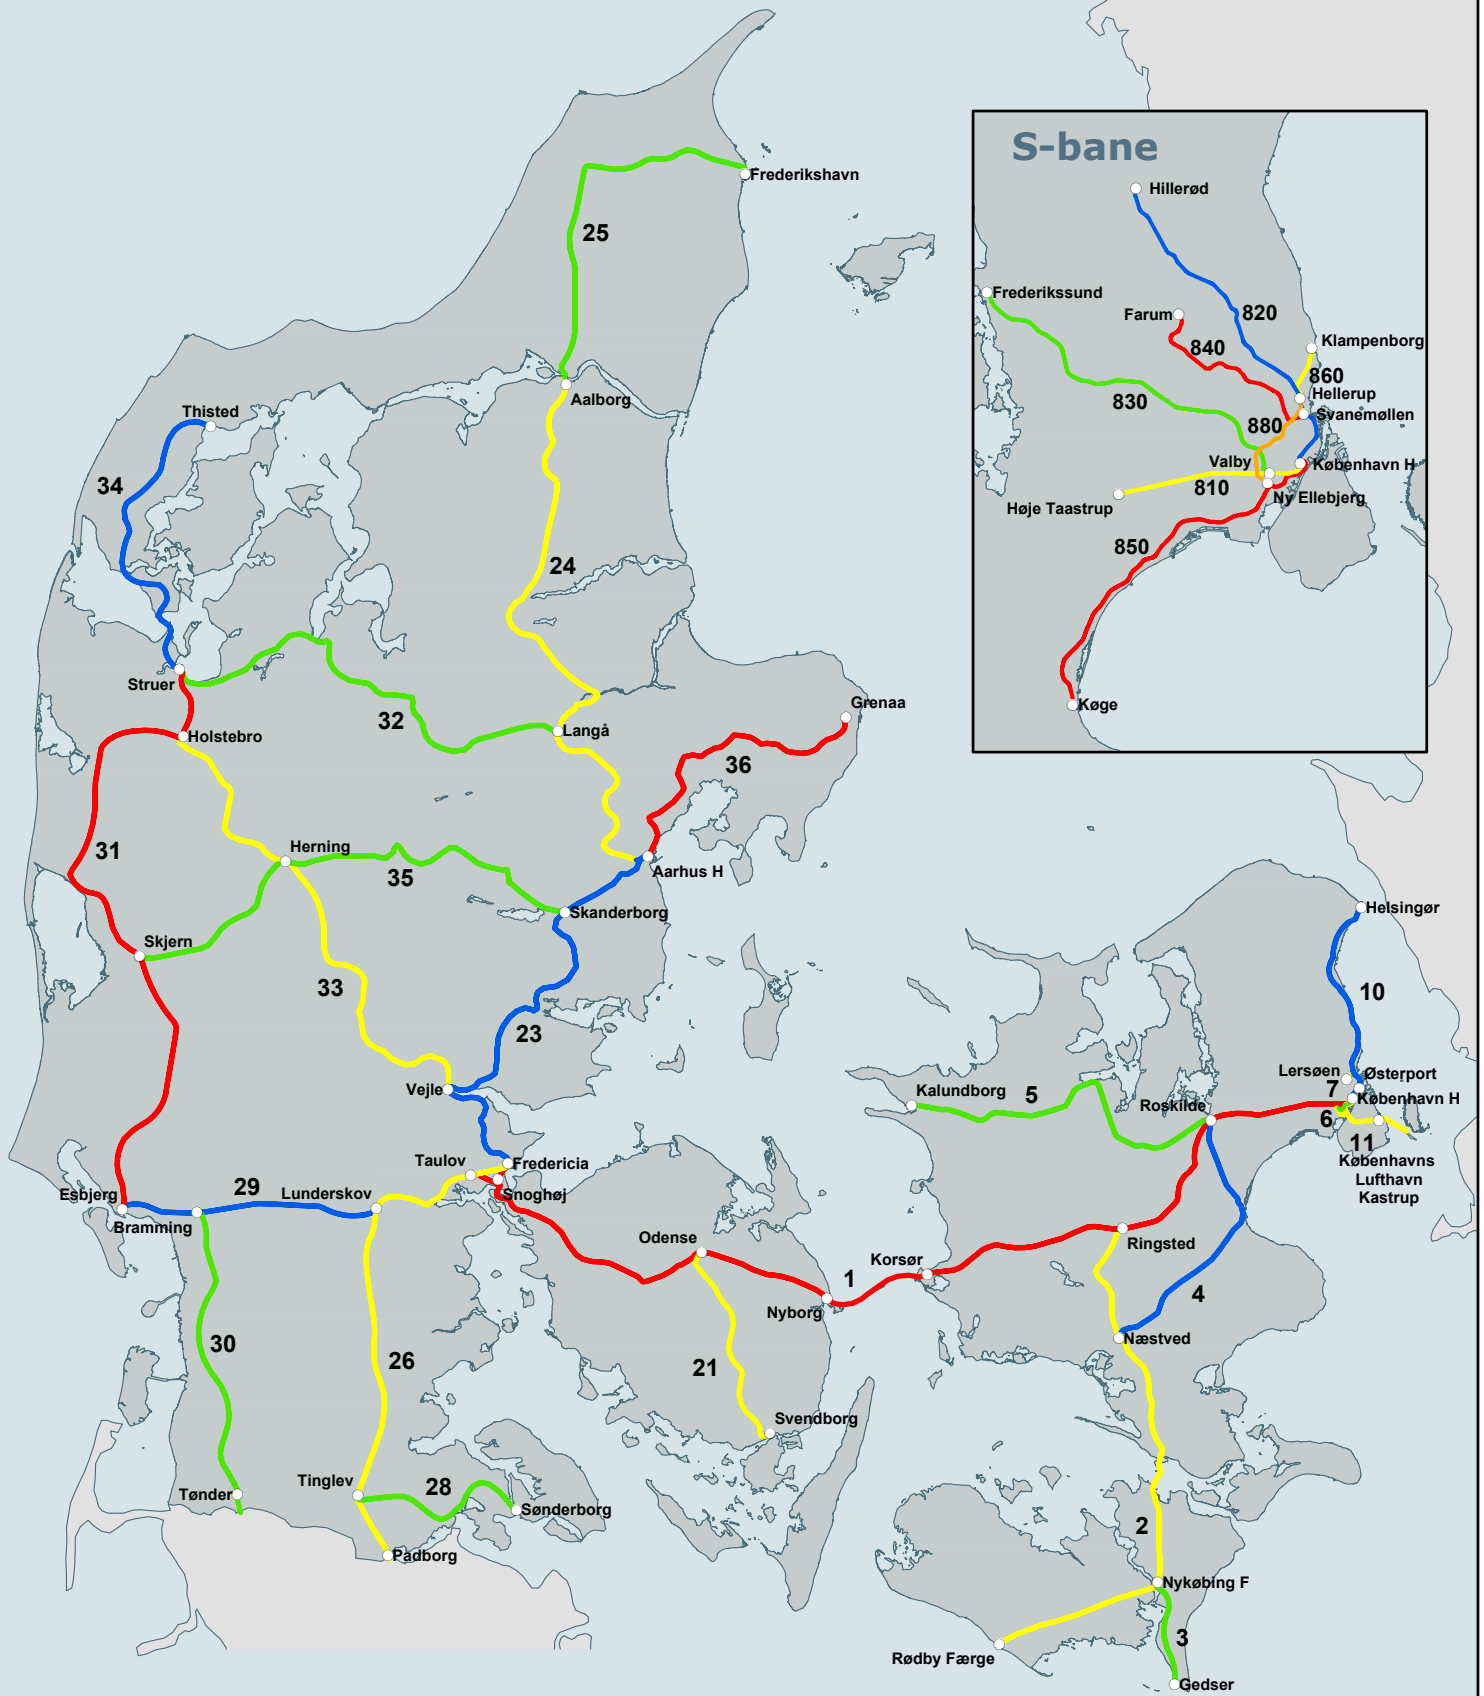 S-bane
Hillerød
Frederikssund
Farum
820
Klampenborg
840
860
Hellerup
830
Svanemøllen
880
Valby
København H
810
Ny Ellebjerg
Høje Taastrup
850
Køge
Frederikshavn
25
Aalborg
Thisted
34
24
Struer
32
Langå
Grenaa
Holstebro
36
31
Herning
35
Aarhus H
Skanderborg
Skjern
33
23
Vejle
Taulov
Fredericia
Snoghøj
Esbjerg
29
Lunderskov
Bramming
Odense
1
Korsør
Nyborg
30
26
21
Svendborg
Tønder
Tinglev
28
Sønderborg
Padborg
Helsingør
10
Lersøen
Østerport
7
København H
6
11
Københavns
Lufthavn
Kastrup
Kalundborg
5
Roskilde
Ringsted
4
Næstved
2
Nykøbing F
3
Rødby Færge
Gedser